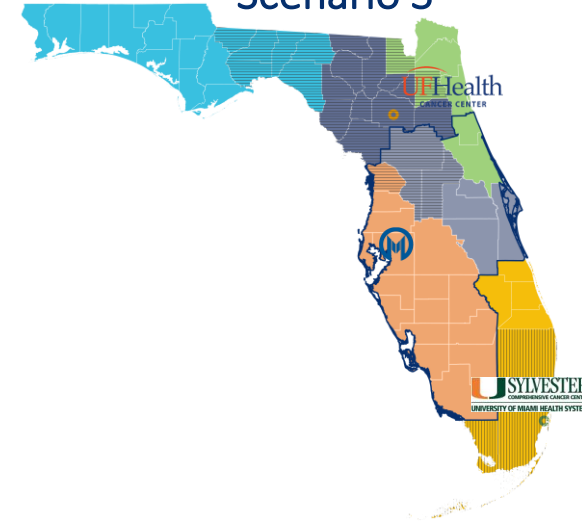 Scenario 3
UFHealth
CANCER CENTER
M
SYLVESTER
COMPREHENSIVE CANCER CENTER
UNIVERSITY OF MIAMI HEALTH SYSTEM